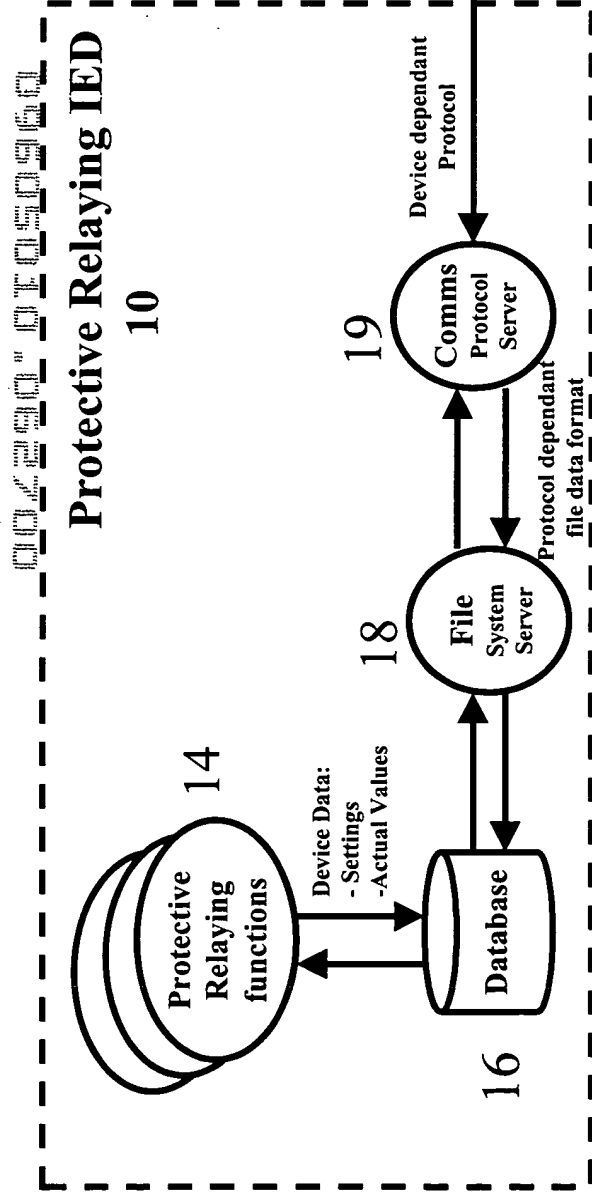 Protective Relaying IED
10
14
Protective
Relaying
functions
Device Data:
- Settings
-Actual Values
16
Database
18
File
System
Server
Protocol dependant
file data format
19
Comms
Protocol
Server
Device dependant
Protocol